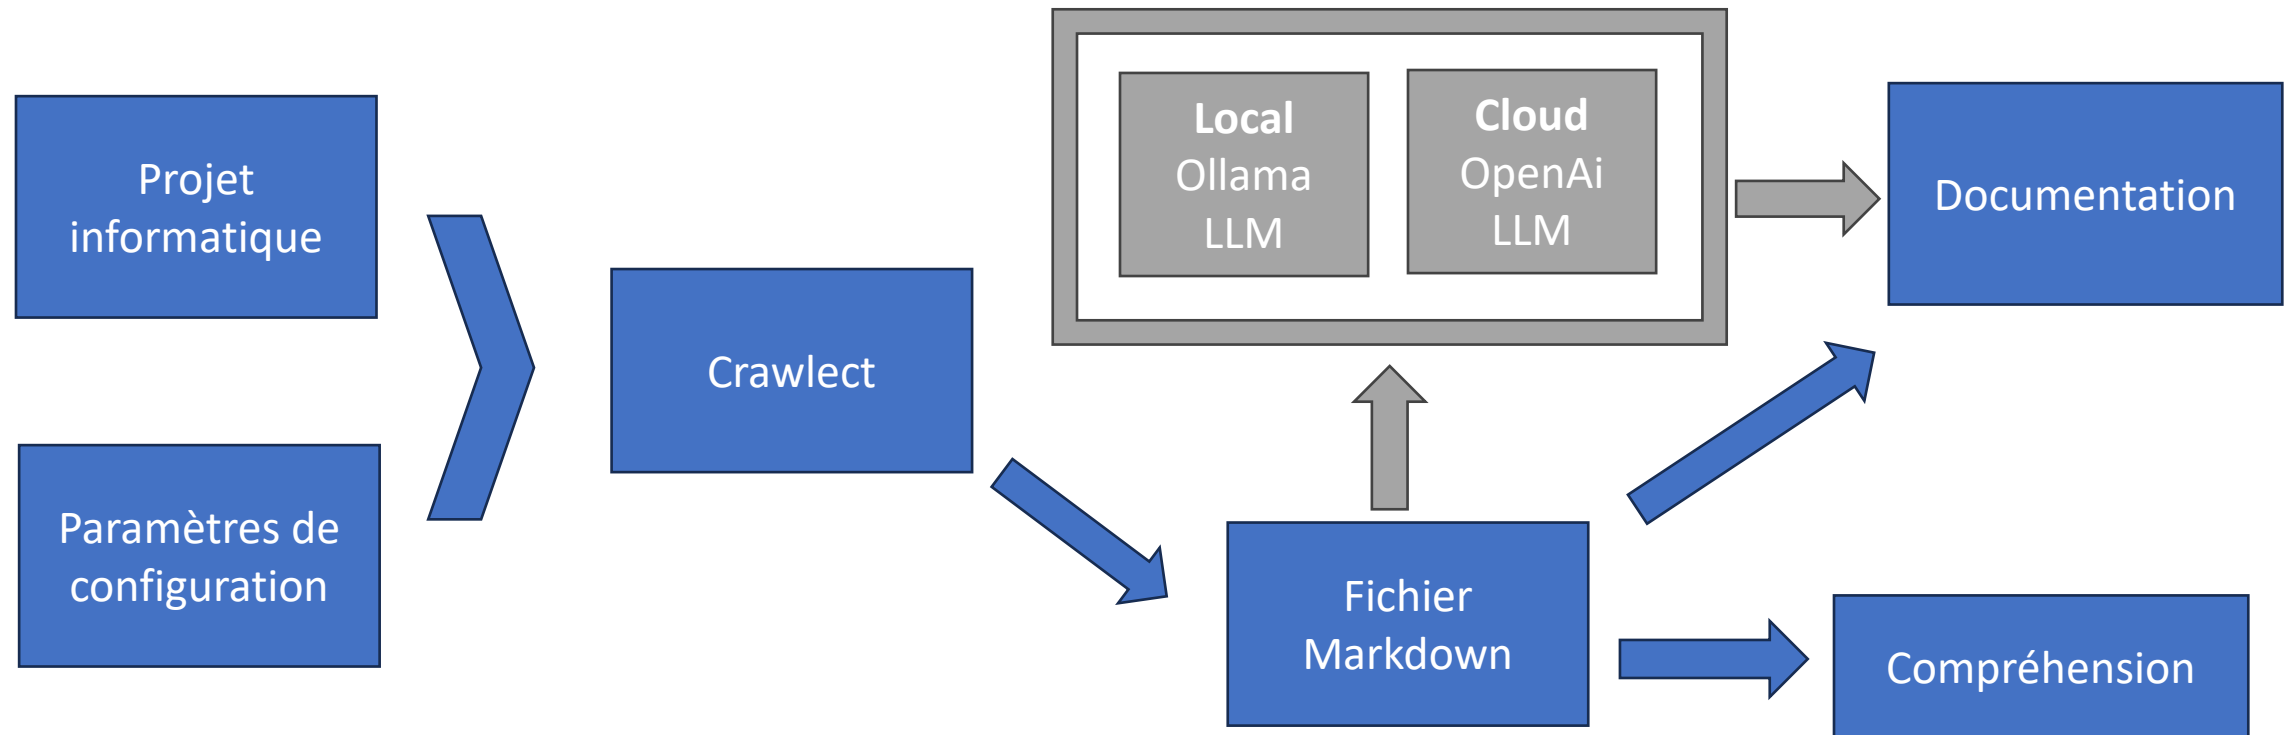 Projet
informatique
Paramètres de
configuration
Crawlect
Local
Ollama
LLM
Cloud
OpenAi
LLM
Fichier
Markdown
Documentation
Compréhension